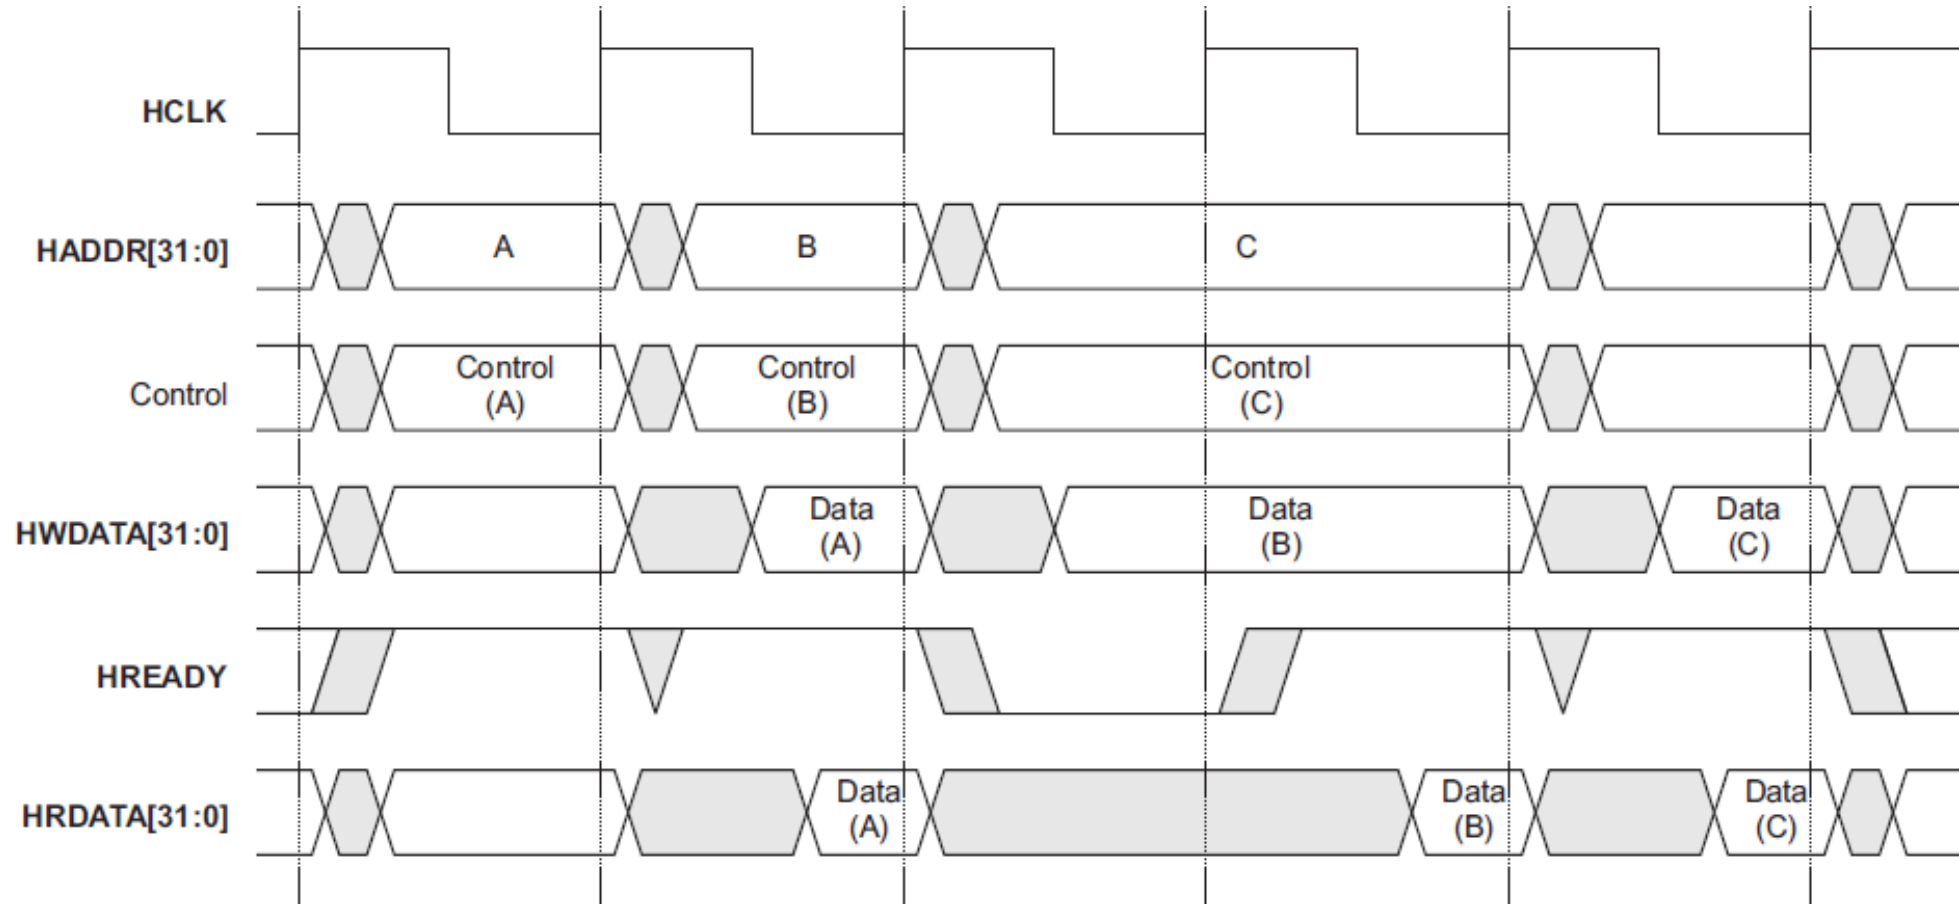 HCLK
HADDR[31:0]
A
B
C
Control
Control
(A)
Control
(B)
Control
(C)
HWDATA[31:0]
Data
(A)
Data
(B)
Data
(C)
HREADY
HRDATA[31:0]
Data
(A)
Data
(B)
Data
(C)